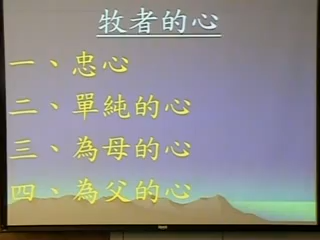 牧者的心
一、忠心
二、單純的心
三、為母的心
四、為父的心